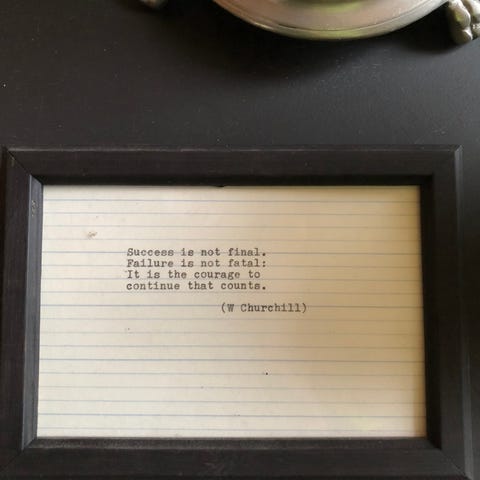 Success is not final.
Failure is not fatal:
It is the courage to
continue that counts.
(W Churchill)